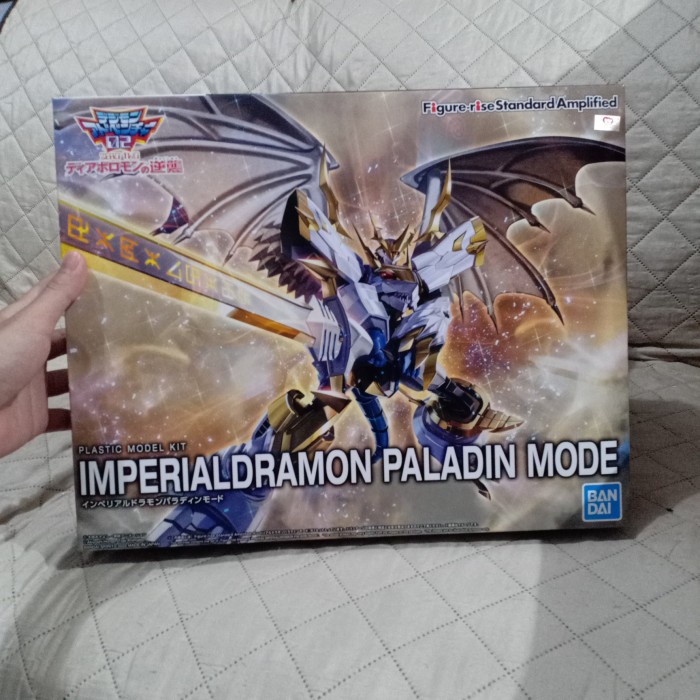 デジモン
アドベンチャー
02
ディアボロモンの逆襲
Figure-riseStandard Amplified
PLASTIC MODEL KIT
IMPERIALDRAMON PALADIN MODE
インペリアルドラモンパラディンモード
BAN
DAI